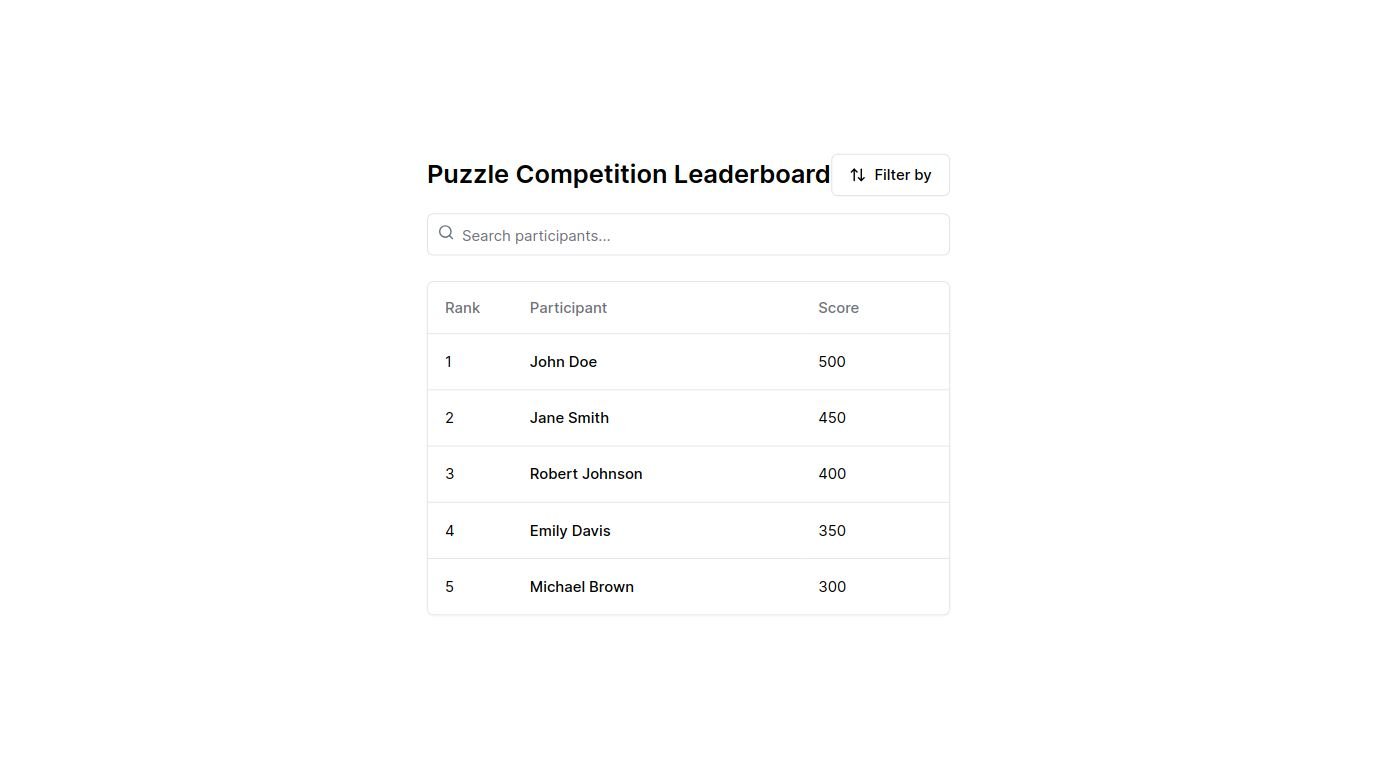 Puzzle Competition Leaderboard Filter by
Search participants...
Rank Participant Score
1 John Doe 500
2 Jane Smith 450
3 Robert Johnson 400
4 Emily Davis 350
5 Michael Brown 300